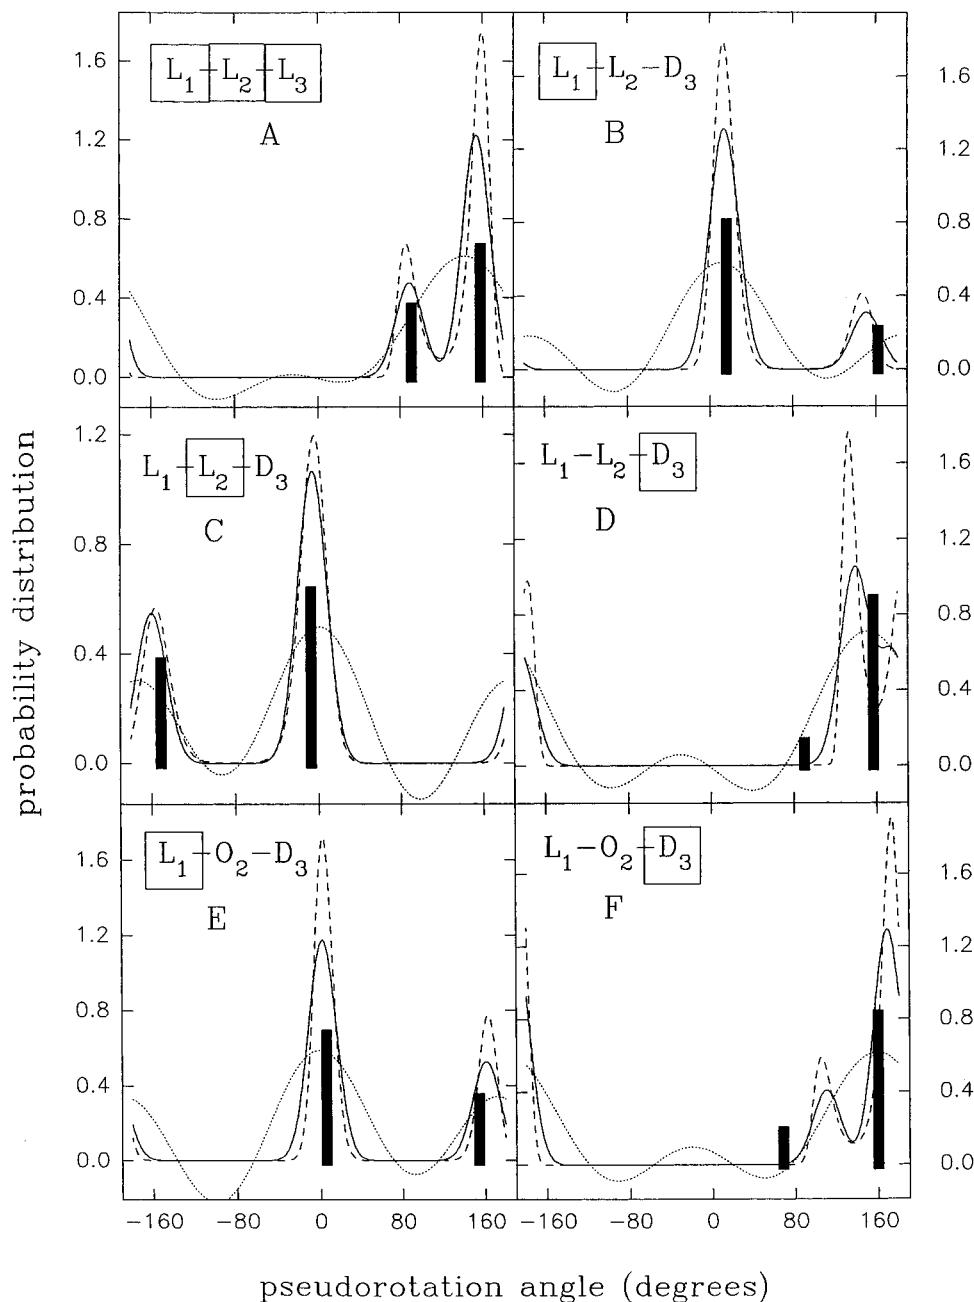 L1-L2-L3
A
L1-L2-D3
B
1.6
1.2
0.8
0.4
0.0
1.6
1.2
0.8
0.4
0.0
L1-L2-D3
C
L1-L2-D3
D
1.2
0.8
0.4
0.0
1.6
1.2
0.8
0.4
0.0
L1-O2-D3
E
L1-O2-D3
F
1.6
1.2
0.8
0.4
0.0
1.6
1.2
0.8
0.4
0.0
-160 -80 0 80 160
-160 -80 0 80 160
probability distribution
pseudorotation angle (degrees)